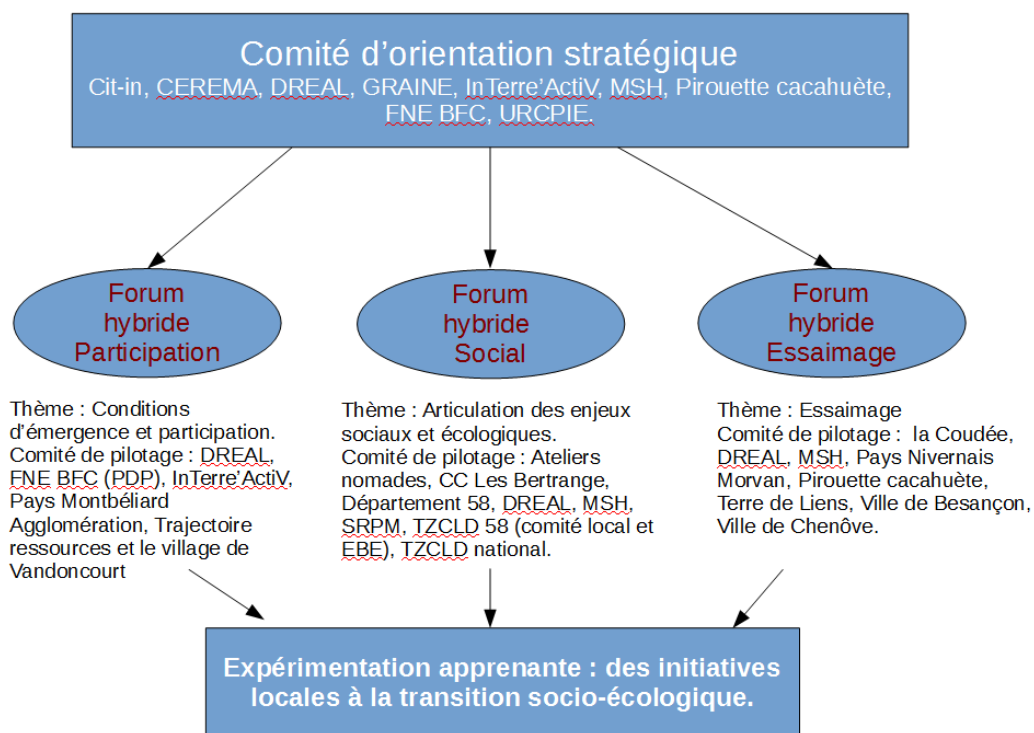 Comité d’orientation stratégique
Cit-in, CEREMA, DREAL, GRAINE, InTerre’ActiV, MSH, Pirouette cacahuète,
FNE BFC, URCPIE.
Forum
hybride
Participation
Forum
hybride
Social
Forum
hybride
Essaimage
Thème : Conditions
d’émergence et participation.
Comité de pilotage : DREAL,
FNE BFC (PDP), InTerre’ActiV,
Pays Montbéliard
Agglomération, Trajectoire
ressources et le village de
Vandoncourt
Thème : Articulation des enjeux
sociaux et écologiques.
Comité de pilotage : Ateliers
nomades, CC Les Bertrange,
Département 58, DREAL, MSH,
SRPM, TZCLD 58 (comité local et
EBE), TZCLD national.
Thème : Essaimage
Comité de pilotage :  la Coudée,
DREAL, MSH, Pays Nivernais
Morvan, Pirouette cacahuète,
Terre de Liens, Ville de Besançon,
Ville de Chenôve.
Expérimentation apprenante : des initiatives
locales à la transition socio-écologique.